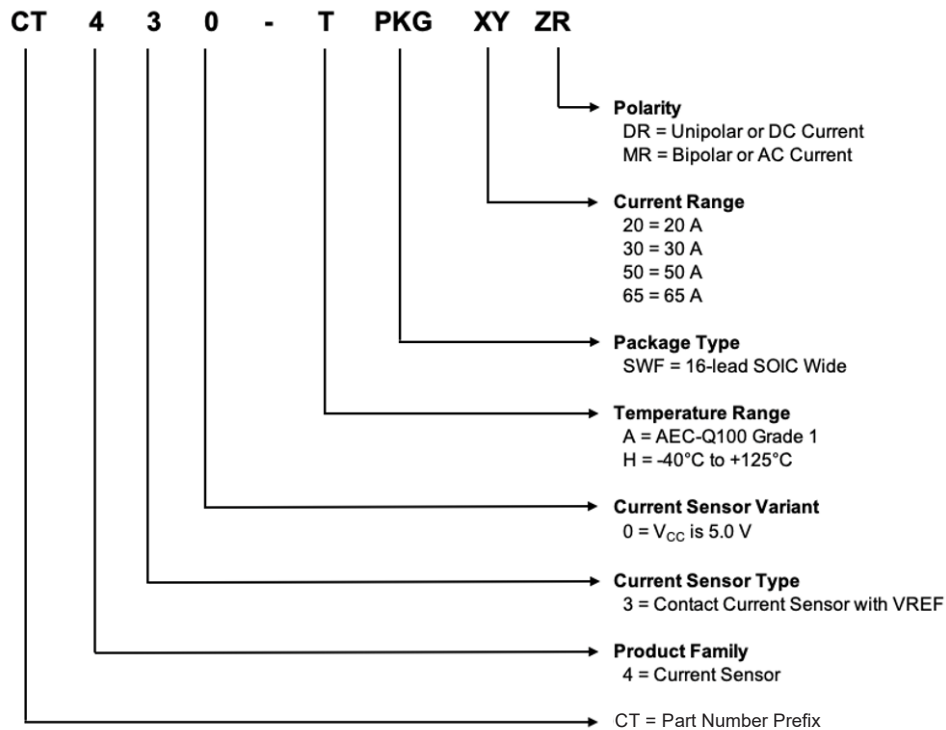 CT 4 3 0 - T PKG XY ZR
Polarity
DR = Unipolar or DC Current
MR = Bipolar or AC Current
Current Range
20 = 20 A
30 = 30 A
50 = 50 A
65 = 65 A
Package Type
SWF = 16-lead SOIC Wide
Temperature Range
A = AEC-Q100 Grade 1
H = -40°C to +125°C
Current Sensor Variant
0 = VCC is 5.0 V
Current Sensor Type
3 = Contact Current Sensor with VREF
Product Family
4 = Current Sensor
CT = Part Number Prefix